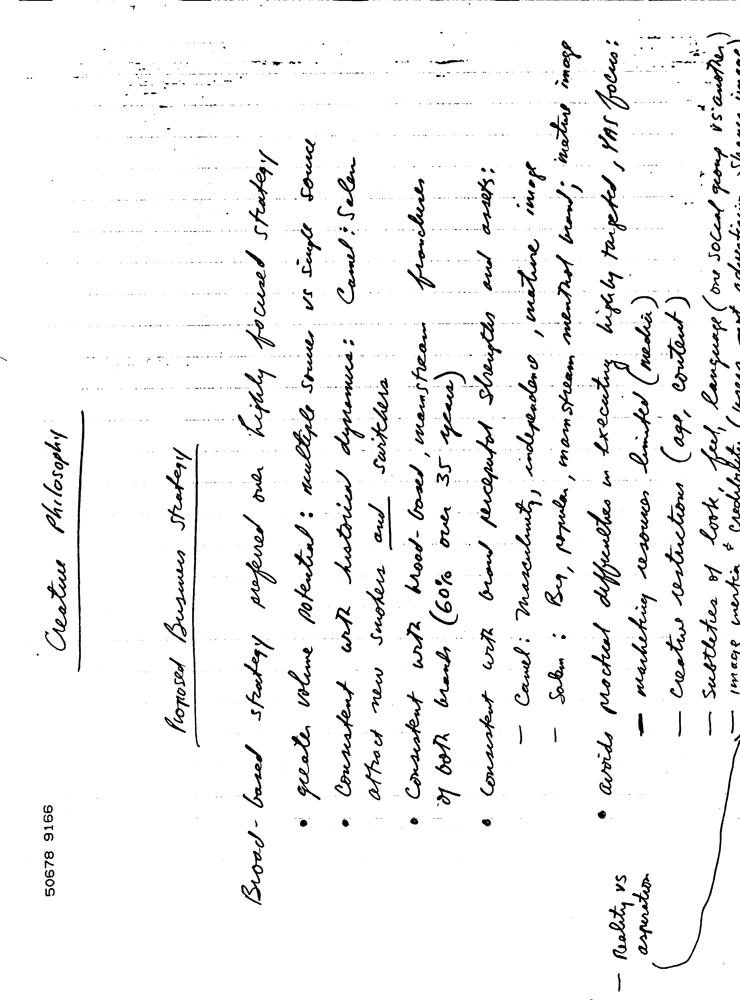 Creative Philosophy
Proposed Business Strategy
Broad-based strategy preferred over highly focused strategy
• greater volume potential: multiple sources vs single source
• Consistent with historical dynamics: Camel & Salem
attract new smokers and switchers
• Consistent with broad-based, mainstream franchises
of both brands (60% over 35 years)
• Consistent with brand perceptual strengths and assets:
— Camel: Masculinity, independence, mature image
— Salem: Big, popular, mainstream menthol brand; mature image
• avoids practical difficulties in executing highly targeted, YAS focus:
— marketing resources limited (media)
— Creative restrictions (age, content)
— Subtleties of look, feel, language (one social group vs another)
— image inertia & credibility
— Reality vs
aspiration
50678 9166